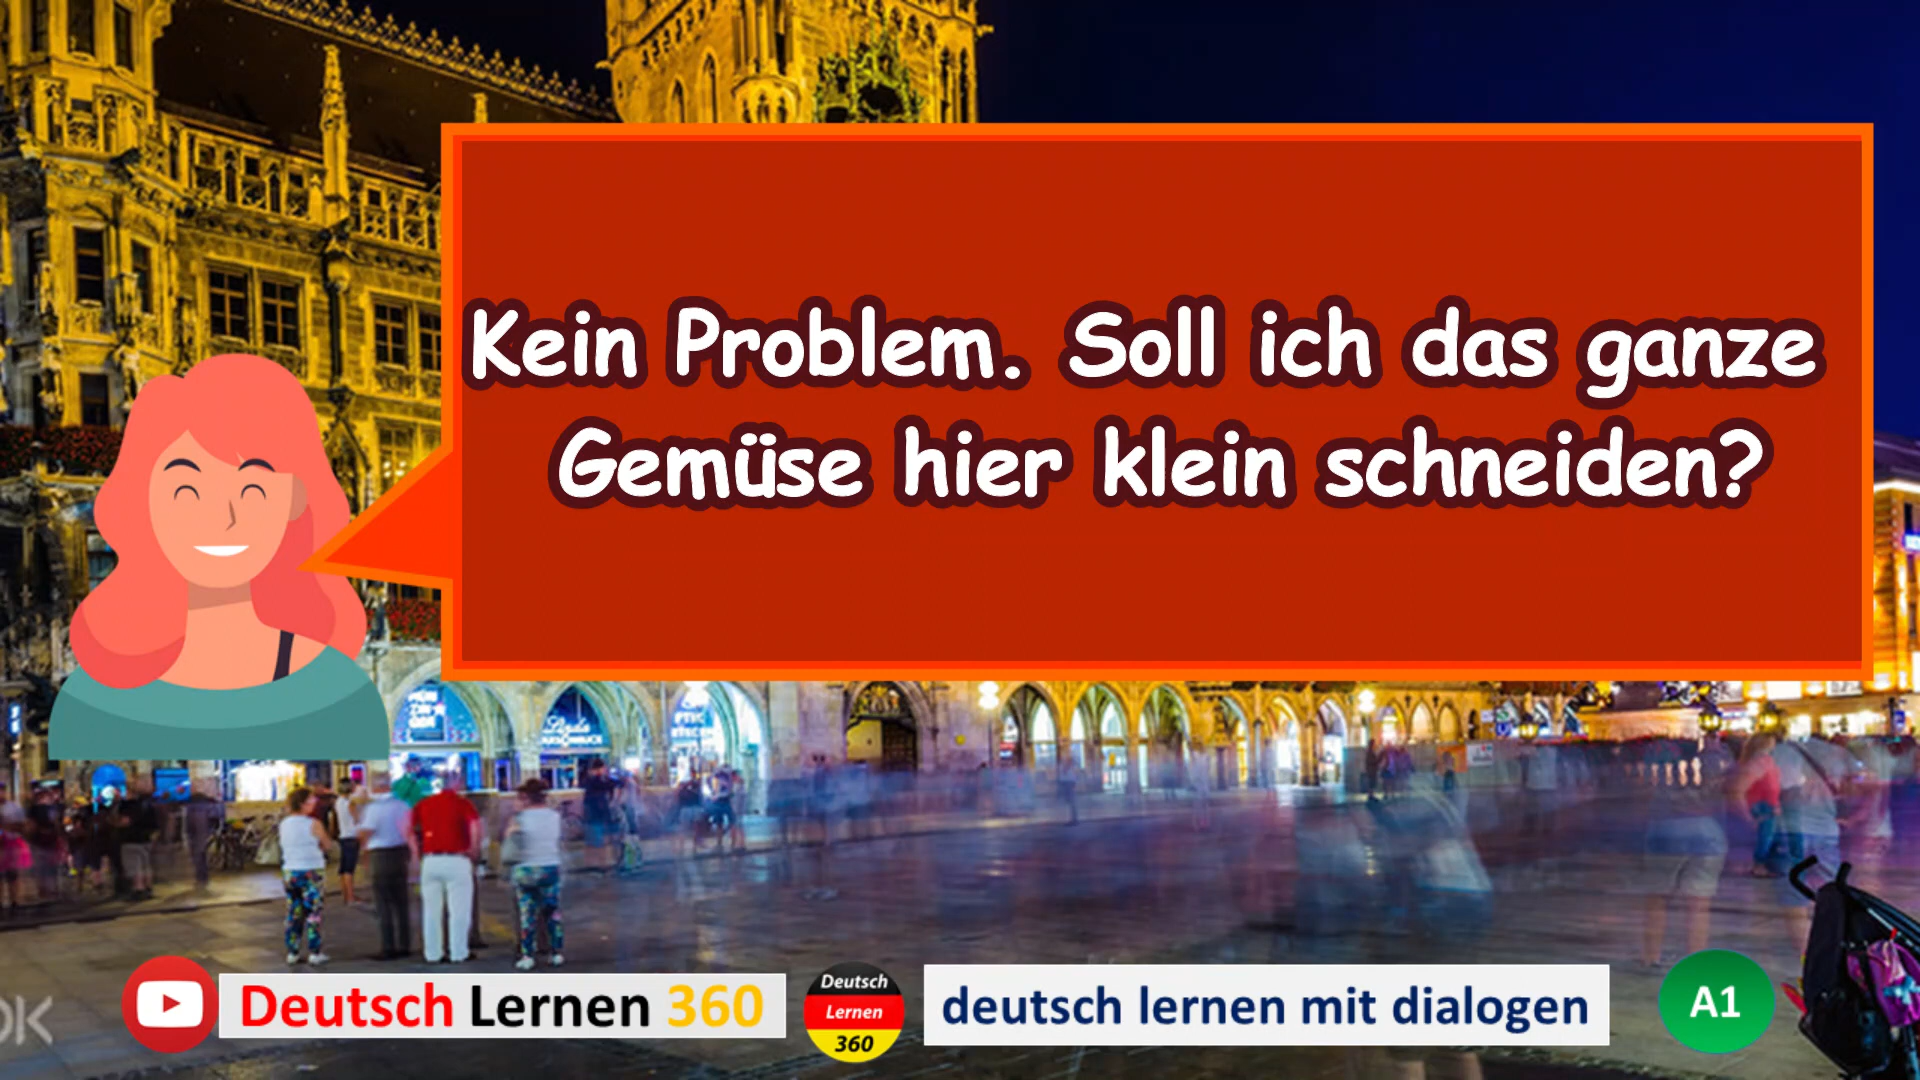 Kein Problem. Soll ich das ganze
Gemüse hier klein schneiden?
Linda
Deutsch Lernen 360
Deutsch
Lernen
360
deutsch lernen mit dialogen
A1